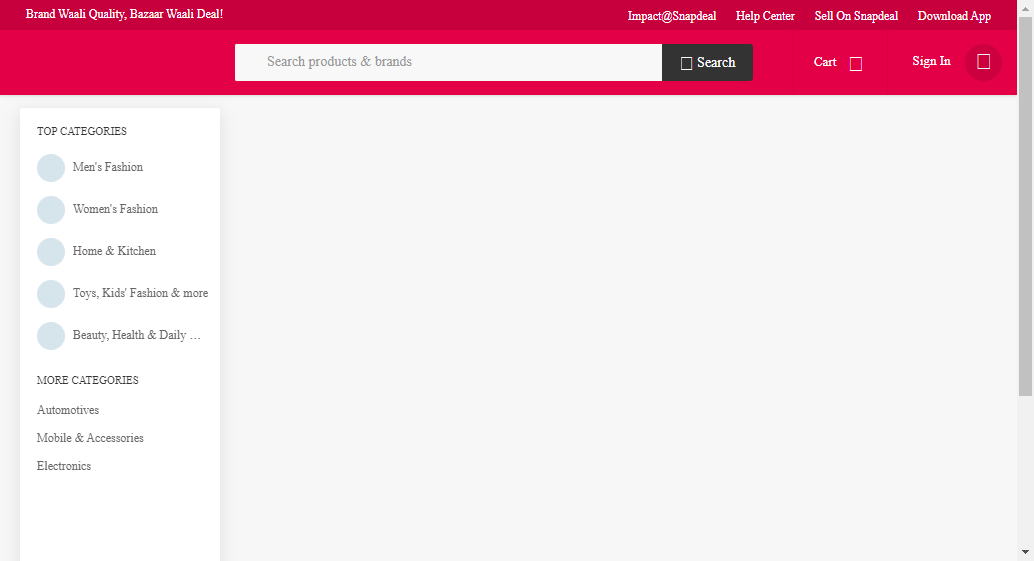 Brand Waali Quality, Bazaar Waali Deal!
Impact@Snapdeal
Help Center
Sell On Snapdeal
Download App
Search products & brands
Search
Cart
Sign In
TOP CATEGORIES
Men's Fashion
Women's Fashion
Home & Kitchen
Toys, Kids' Fashion & more
Beauty, Health & Daily …
MORE CATEGORIES
Automotives
Mobile & Accessories
Electronics